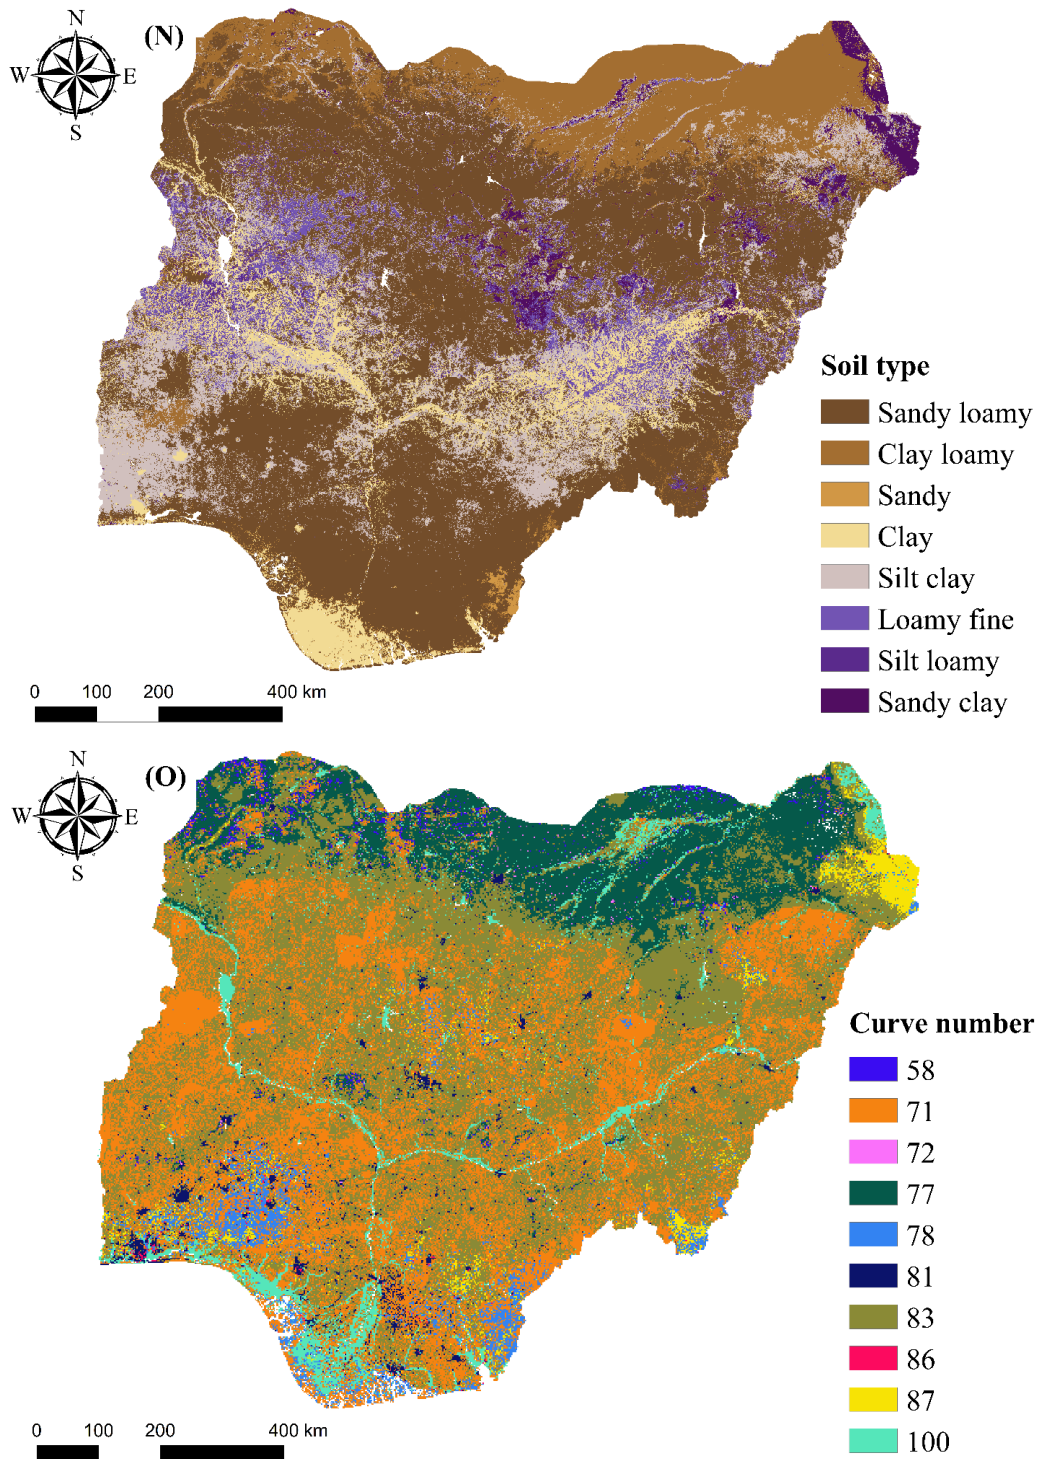 N
(N)
W E
S
Soil type
Sandy loamy
Clay loamy
Sandy
Clay
Silt clay
Loamy fine
Silt loamy
Sandy clay
0 100 200 400 km
N
(O)
W E
S
Curve number
58
71
72
77
78
81
83
86
87
100
0 100 200 400 km